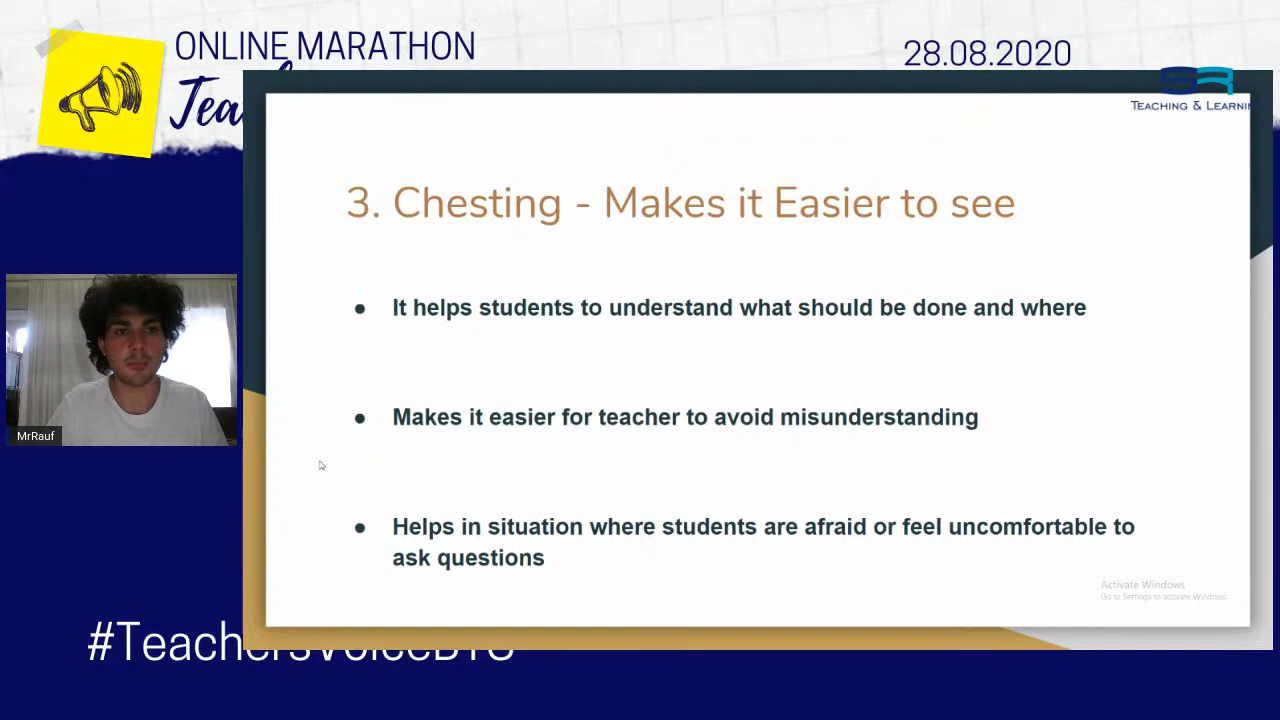 ONLINE MARATHON
28.08.2020
TEACHING & LEARNIN
3. Chesting - Makes it Easier to see
● It helps students to understand what should be done and where
● Makes it easier for teacher to avoid misunderstanding
MrRauf
● Helps in situation where students are afraid or feel uncomfortable to
ask questions
Activate Windows
Go to Settings to activate Windows.